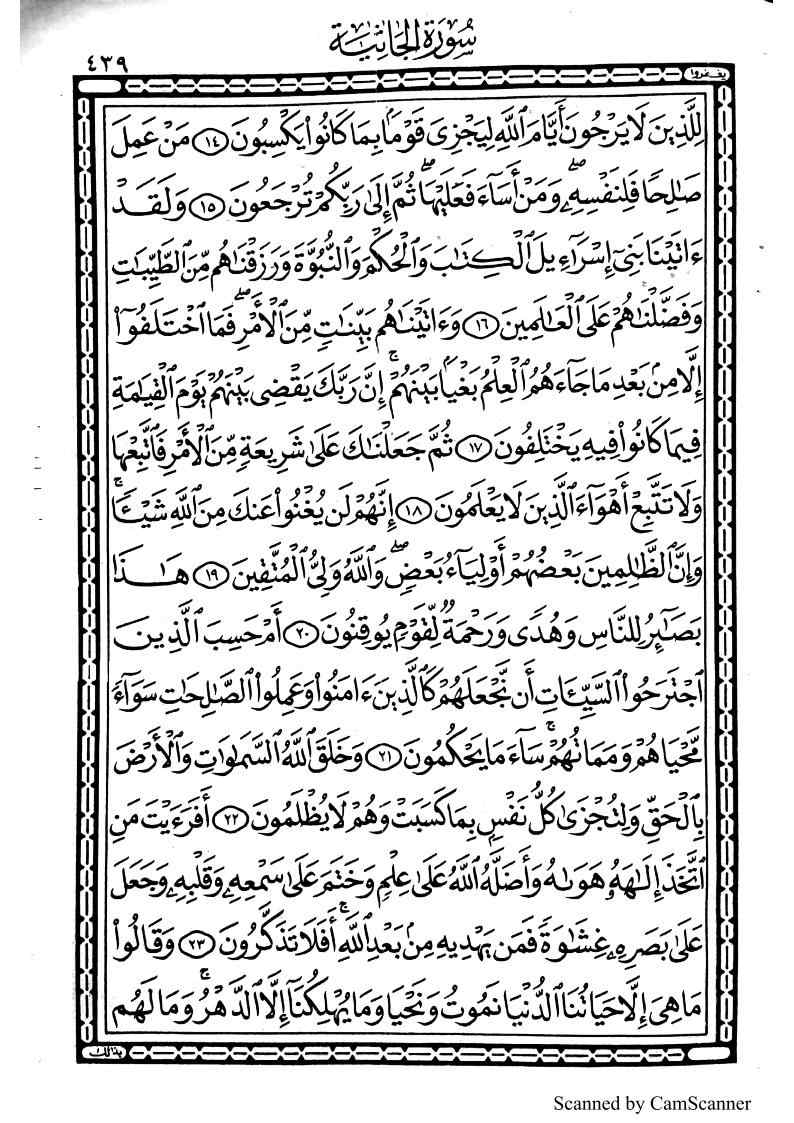 سُورَةُ الجَاثِيَةِ
٤٣٩
يغفروا
لِلَّذِينَ لَا يَرْجُونَ أَيَّامَ ٱللَّهِ لِيَجْزِىَ قَوْمَۢا بِمَا كَانُوا۟ يَكْسِبُونَ ١٤ مَنْ عَمِلَ
صَٰلِحًا فَلِنَفْسِهِۦۖ وَمَنْ أَسَآءَ فَعَلَيْهَاۖ ثُمَّ إِلَىٰ رَبِّكُمْ تُرْجَعُونَ ١٥ وَلَقَدْ
ءَاتَيْنَا بَنِىٓ إِسْرَٰٓءِيلَ ٱلْكِتَٰبَ وَٱلْحُكْمَ وَٱلنُّبُوَّةَ وَرَزَقْنَٰهُم مِّنَ ٱلطَّيِّبَٰتِ
وَفَضَّلْنَٰهُمْ عَلَى ٱلْعَٰلَمِينَ ١٦ وَءَاتَيْنَٰهُم بَيِّنَٰتٍ مِّنَ ٱلْأَمْرِۖ فَمَا ٱخْتَلَفُوٓا۟
إِلَّا مِنۢ بَعْدِ مَا جَآءَهُمُ ٱلْعِلْمُ بَغْيَۢا بَيْنَهُمْۚ إِنَّ رَبَّكَ يَقْضِى بَيْنَهُمْ يَوْمَ ٱلْقِيَٰمَةِ
فِيمَا كَانُوا۟ فِيهِ يَخْتَلِفُونَ ١٧ ثُمَّ جَعَلْنَٰكَ عَلَىٰ شَرِيعَةٍ مِّنَ ٱلْأَمْرِ فَٱتَّبِعْهَا
وَلَا تَتَّبِعْ أَهْوَآءَ ٱلَّذِينَ لَا يَعْلَمُونَ ١٨ إِنَّهُمْ لَن يُغْنُوا۟ عَنكَ مِنَ ٱللَّهِ شَيْـًٔاۚ
وَإِنَّ ٱلظَّٰلِمِينَ بَعْضُهُمْ أَوْلِيَآءُ بَعْضٍۖ وَٱللَّهُ وَلِىُّ ٱلْمُتَّقِينَ ١٩ هَٰذَا
بَصَٰٓئِرُ لِلنَّاسِ وَهُدًى وَرَحْمَةٌ لِّقَوْمٍ يُوقِنُونَ ٢٠ أَمْ حَسِبَ ٱلَّذِينَ
ٱجْتَرَحُوا۟ ٱلسَّيِّـَٔاتِ أَن نَّجْعَلَهُمْ كَٱلَّذِينَ ءَامَنُوا۟ وَعَمِلُوا۟ ٱلصَّٰلِحَٰتِ سَوَآءً
مَّحْيَاهُمْ وَمَمَاتُهُمْۚ سَآءَ مَا يَحْكُمُونَ ٢١ وَخَلَقَ ٱللَّهُ ٱلسَّمَٰوَٰتِ وَٱلْأَرْضَ
بِٱلْحَقِّ وَلِتُجْزَىٰ كُلُّ نَفْسٍۭ بِمَا كَسَبَتْ وَهُمْ لَا يُظْلَمُونَ ٢٢ أَفَرَءَيْتَ مَنِ
ٱتَّخَذَ إِلَٰهَهُۥ هَوَىٰهُ وَأَضَلَّهُ ٱللَّهُ عَلَىٰ عِلْمٍ وَخَتَمَ عَلَىٰ سَمْعِهِۦ وَقَلْبِهِۦ وَجَعَلَ
عَلَىٰ بَصَرِهِۦ غِشَٰوَةً فَمَن يَهْدِيهِ مِنۢ بَعْدِ ٱللَّهِۚ أَفَلَا تَذَكَّرُونَ ٢٣ وَقَالُوا۟
مَا هِىَ إِلَّا حَيَاتُنَا ٱلدُّنْيَا نَمُوتُ وَنَحْيَا وَمَا يُهْلِكُنَآ إِلَّا ٱلدَّهْرُۚ وَمَا لَهُم
بذالك
Scanned by CamScanner